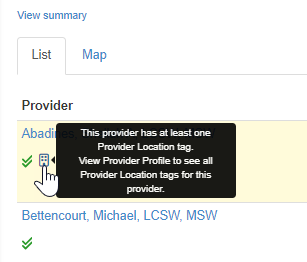 View summary
List
Map
Provider
Abadines,
This provider has at least one
Provider Location tag.
View Provider Profile to see all
Provider Location tags for this
provider.
Bettencourt, Michael, LCSW, MSW